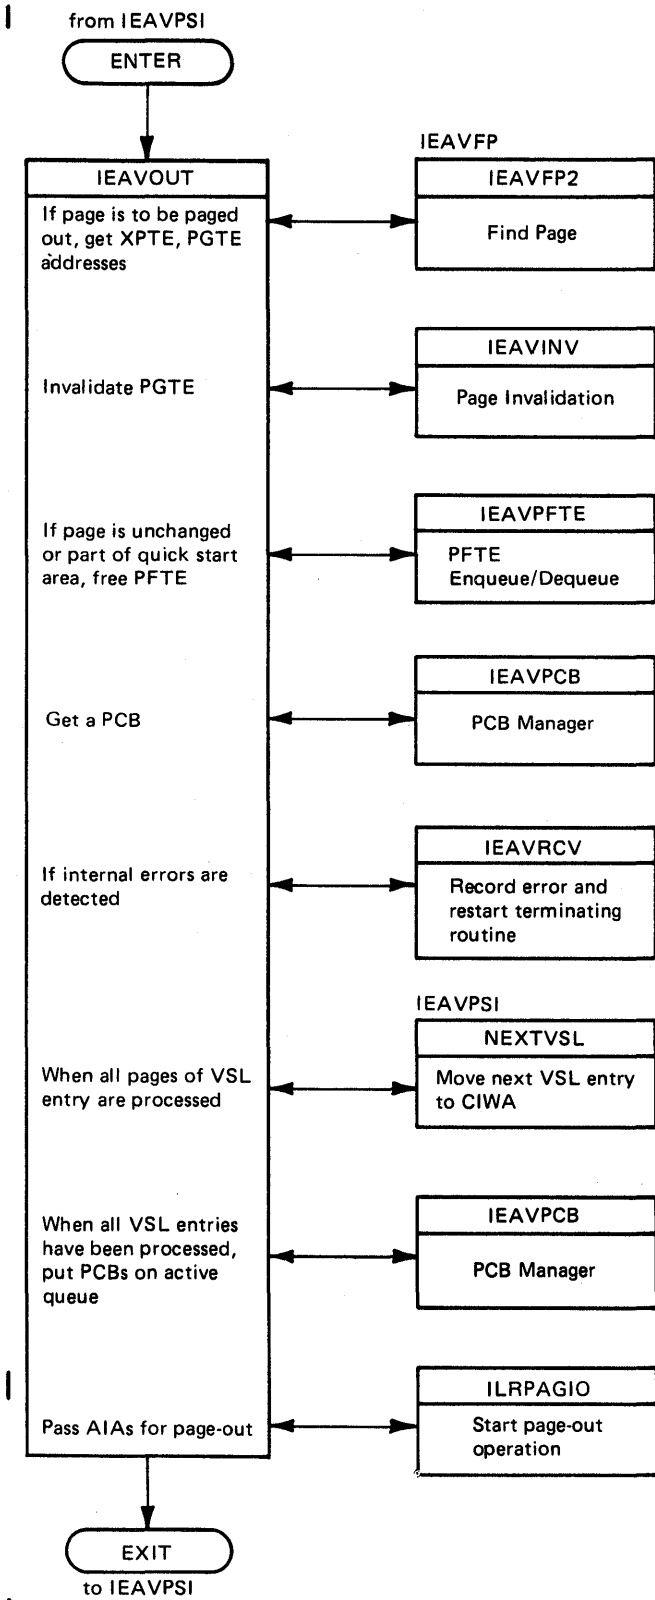 from IEAVPSI
ENTER
IEAVOUT
If page is to be paged
out, get XPTE, PGTE
addresses
IEAVFP
IEAVFP2
Find Page
Invalidate PGTE
IEAVINV
Page Invalidation
If page is unchanged
or part of quick start
area, free PFTE
IEAVPFTE
PFTE
Enqueue/Dequeue
Get a PCB
IEAVPCB
PCB Manager
If internal errors are
detected
IEAVRCV
Record error and
restart terminating
routine
When all pages of VSL
entry are processed
IEAVPSI
NEXTVSL
Move next VSL entry
to CIWA
When all VSL entries
have been processed,
put PCBs on active
queue
IEAVPCB
PCB Manager
Pass AIAs for page-out
ILRPAGIO
Start page-out
operation
EXIT
to IEAVPSI